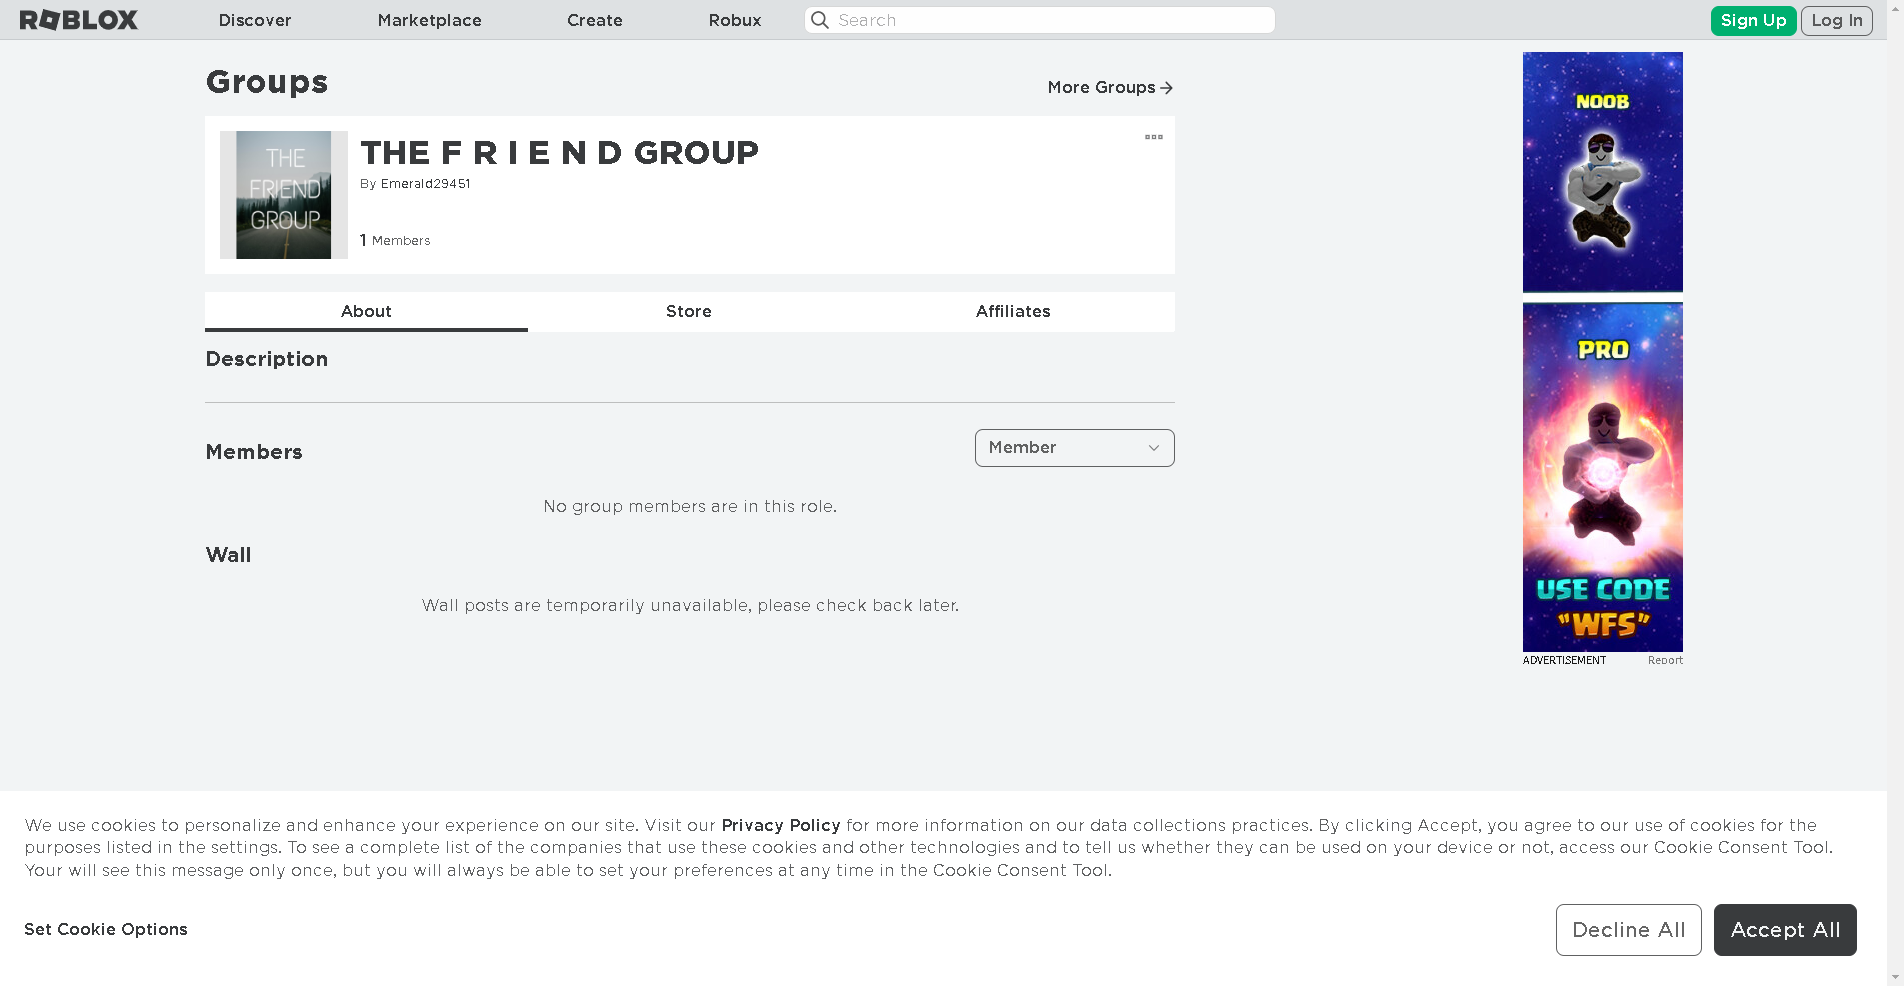 ROBLOX
Discover
Marketplace
Create
Robux
Search
Sign Up
Log In
Groups
More Groups
THE
FRIEND
GROUP
THE F R I E N D GROUP
By Emerald29451
1 Members
About
Store
Affiliates
Description
Members
Member
No group members are in this role.
Wall
Wall posts are temporarily unavailable, please check back later.
NOOB
PRO
USE CODE
"WFS"
ADVERTISEMENT
Report
We use cookies to personalize and enhance your experience on our site. Visit our Privacy Policy for more information on our data collections practices. By clicking Accept, you agree to our use of cookies for the
purposes listed in the settings. To see a complete list of the companies that use these cookies and other technologies and to tell us whether they can be used on your device or not, access our Cookie Consent Tool.
Your will see this message only once, but you will always be able to set your preferences at any time in the Cookie Consent Tool.
Set Cookie Options
Decline All
Accept All